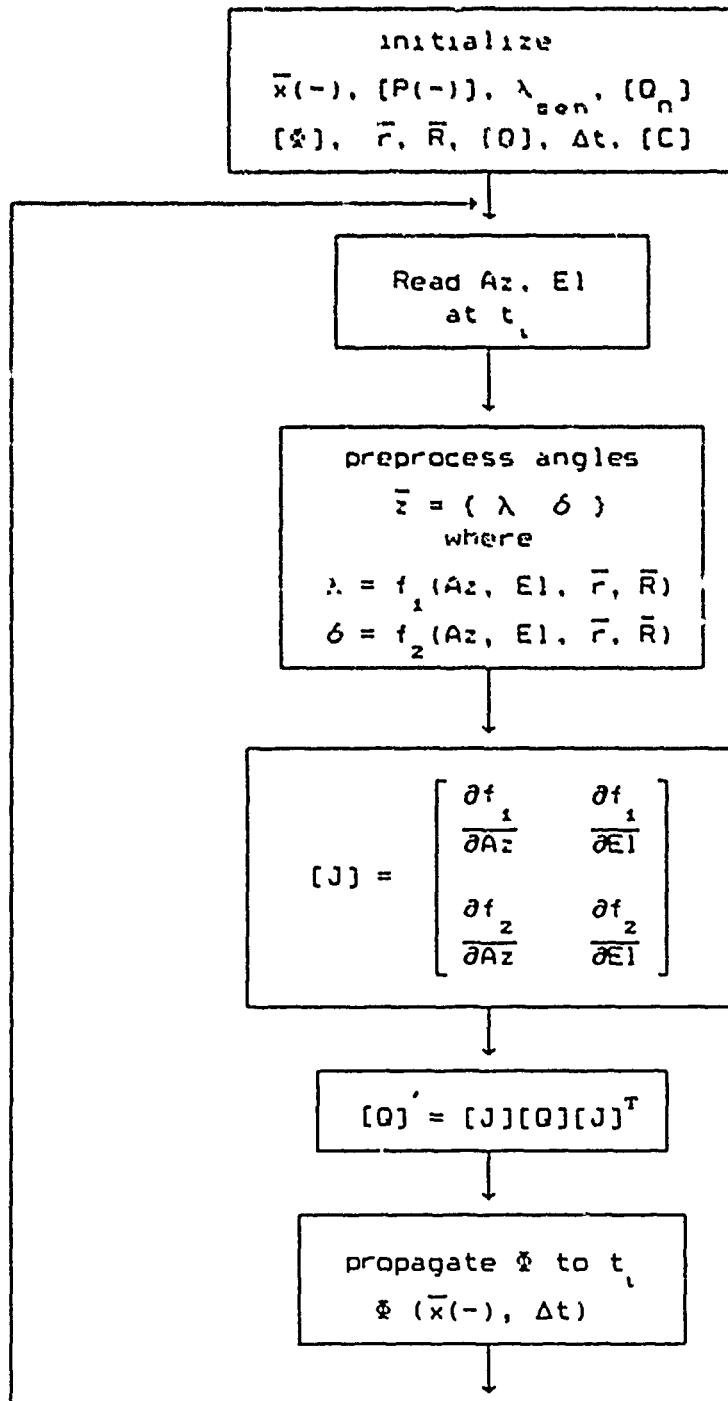 initialize
x̄(-), [P(-)], λ_sen, [Q_n]
[Φ], r̄, R̄, [Q], Δt, [C]
Read Az, El
at t_i
preprocess angles
z̄ = { λ δ }
where
λ = f_1(Az, El, r̄, R̄)
δ = f_2(Az, El, r̄, R̄)
[J] = [ ∂f_1/∂Az ∂f_1/∂El
∂f_2/∂Az ∂f_2/∂El ]
[Q]' = [J][Q][J]^T
propagate Φ to t_i
Φ (x̄(-), Δt)